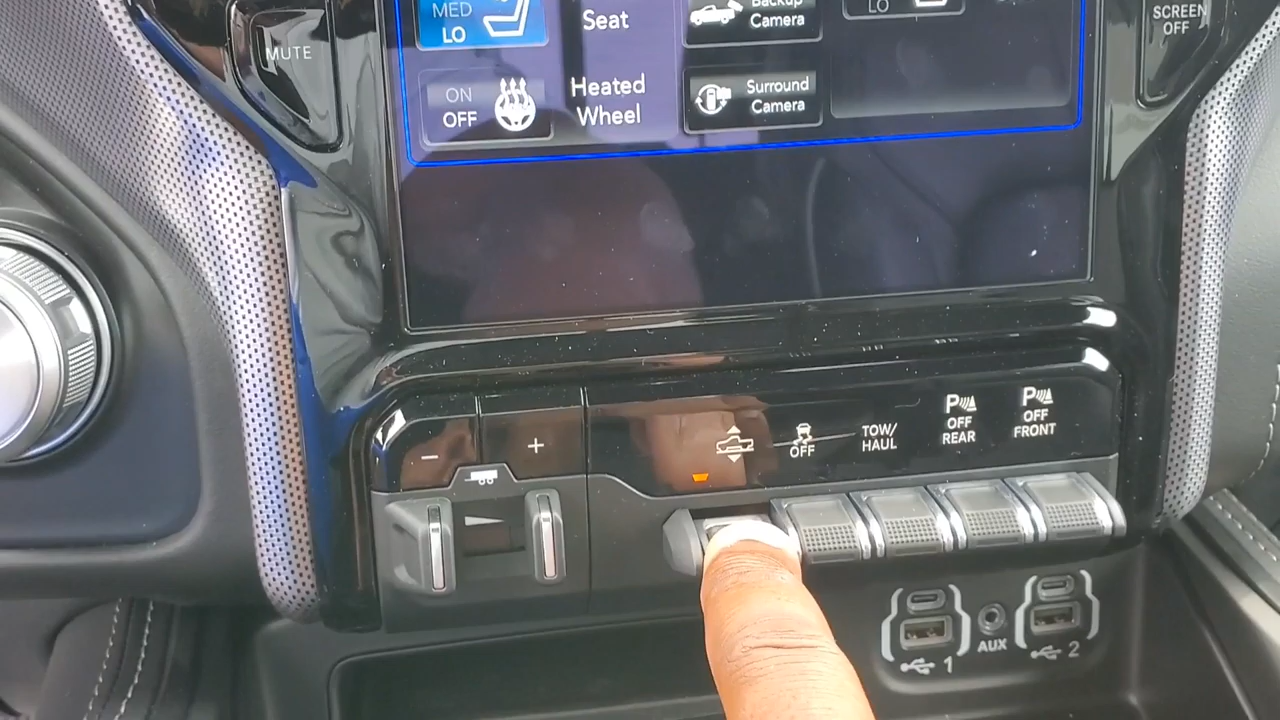 MED
LO
Seat
Backup
Camera
LO
SCREEN
OFF
MUTE
ON
OFF
Heated
Wheel
Surround
Camera
−
+
OFF
TOW/
HAUL
P
OFF
REAR
P
OFF
FRONT
1
AUX
2